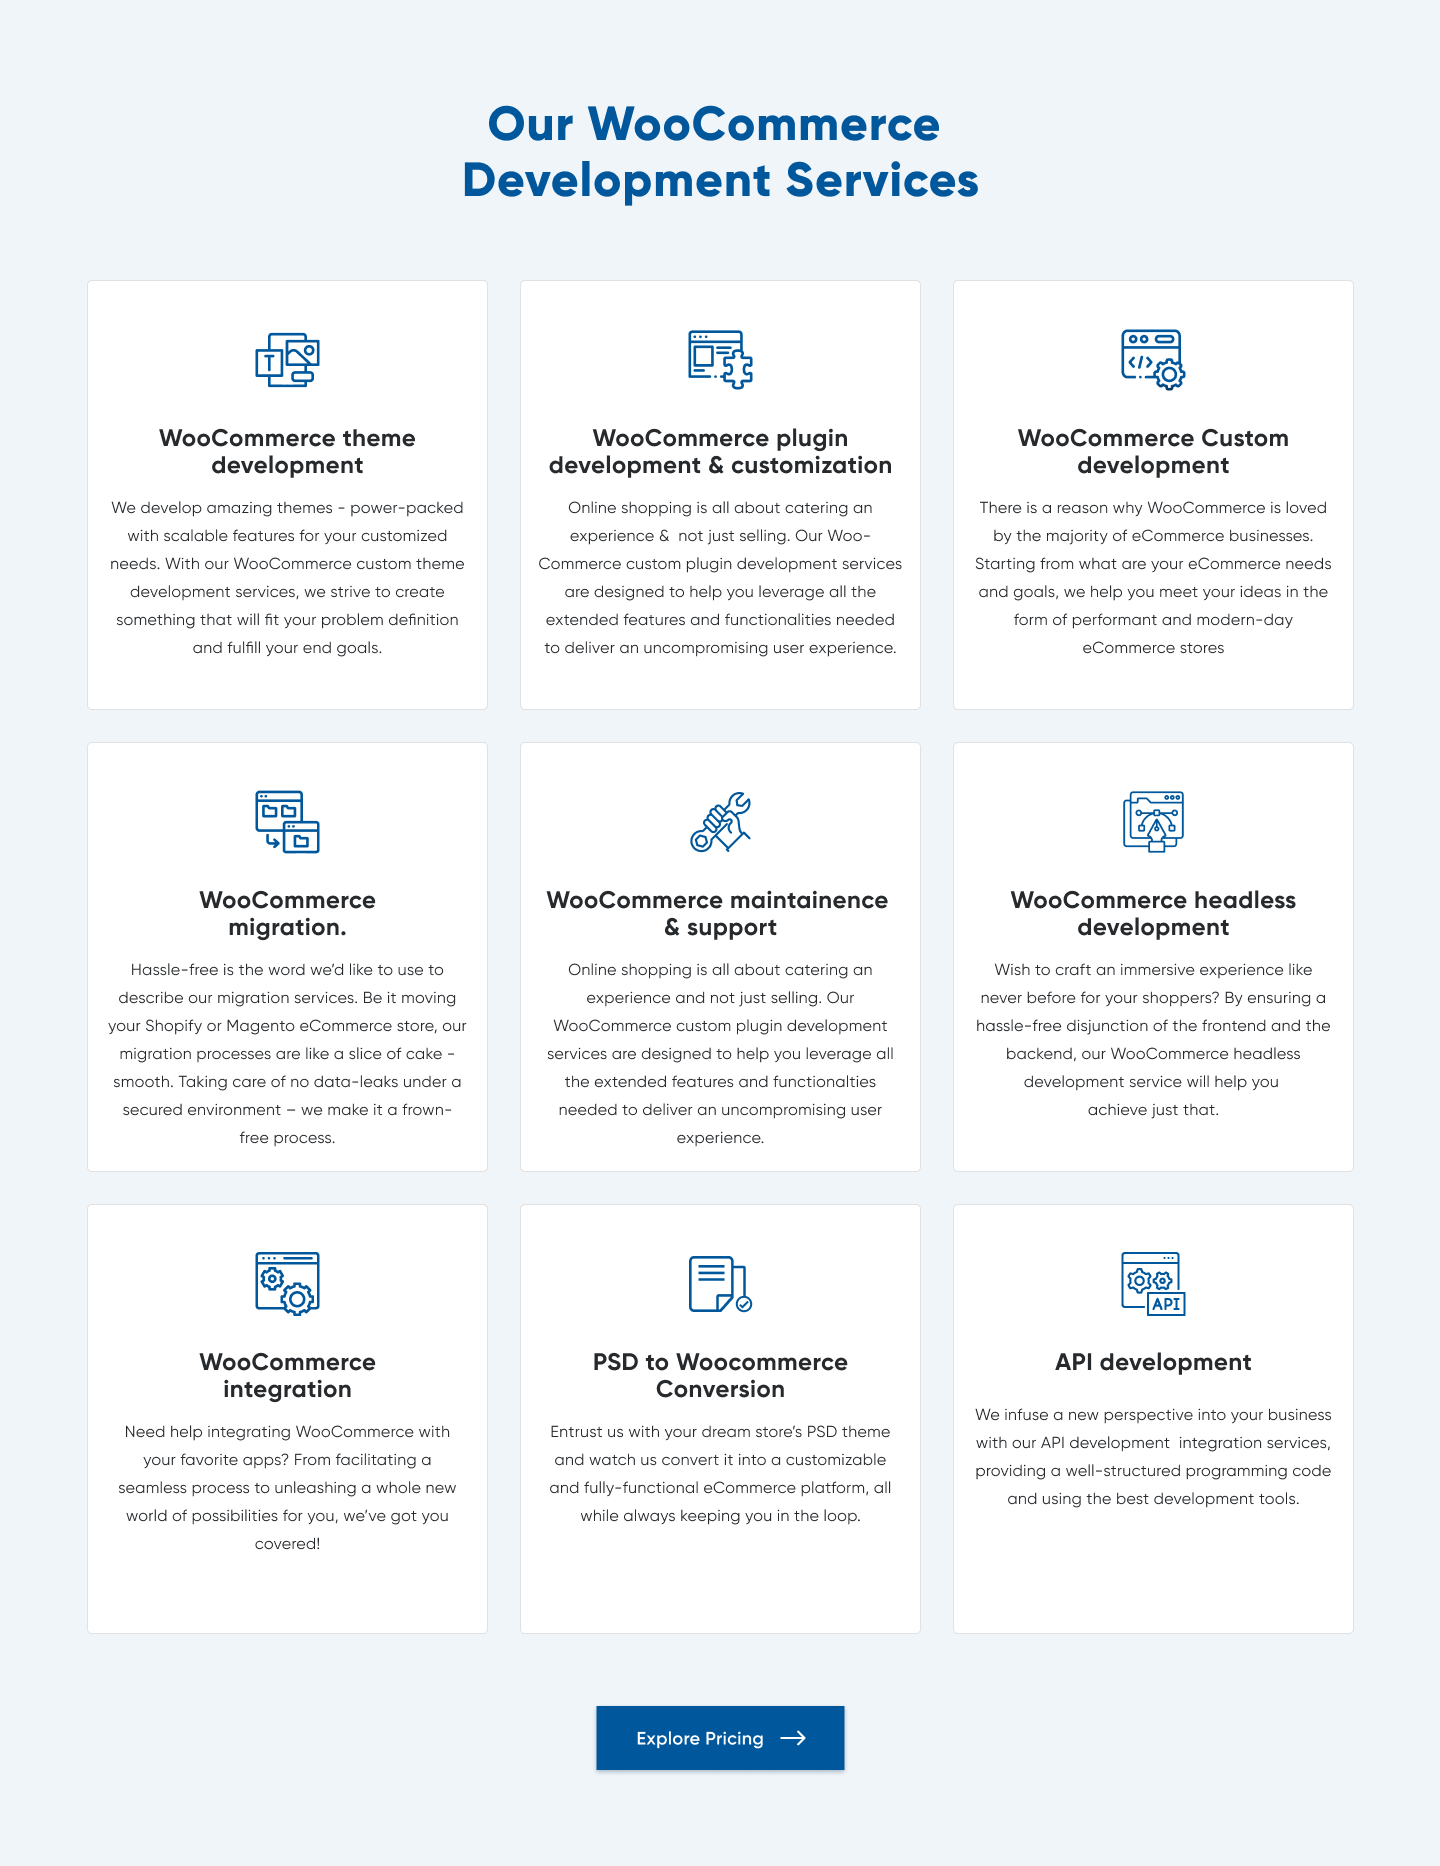 Our WooCommerce
Development Services
T
WooCommerce theme
development
We develop amazing themes - power-packed
with scalable features for your customized
needs. With our WooCommerce custom theme
development services, we strive to create
something that will fit your problem definition
and fulfill your end goals.
WooCommerce plugin
development & customization
Online shopping is all about catering an
experience &  not just selling. Our Woo-
Commerce custom plugin development services
are designed to help you leverage all the
extended features and functionalities needed
to deliver an uncompromising user experience.
</>
WooCommerce Custom
development
There is a reason why WooCommerce is loved
by the majority of eCommerce businesses.
Starting from what are your eCommerce needs
and goals, we help you meet your ideas in the
form of performant and modern-day
eCommerce stores
WooCommerce
migration.
Hassle-free is the word we’d like to use to
describe our migration services. Be it moving
your Shopify or Magento eCommerce store, our
migration processes are like a slice of cake -
smooth. Taking care of no data-leaks under a
secured environment – we make it a frown-
free process.
WooCommerce maintainence
& support
Online shopping is all about catering an
experience and not just selling. Our
WooCommerce custom plugin development
services are designed to help you leverage all
the extended features and functionalties
needed to deliver an uncompromising user
experience.
WooCommerce headless
development
Wish to craft an immersive experience like
never before for your shoppers? By ensuring a
hassle-free disjunction of the frontend and the
backend, our WooCommerce headless
development service will help you
achieve just that.
WooCommerce
integration
Need help integrating WooCommerce with
your favorite apps? From facilitating a
seamless process to unleashing a whole new
world of possibilities for you, we’ve got you
covered!
PSD to Woocommerce
Conversion
Entrust us with your dream store’s PSD theme
and watch us convert it into a customizable
and fully-functional eCommerce platform, all
while always keeping you in the loop.
API
API development
We infuse a new perspective into your business
with our API development  integration services,
providing a well-structured programming code
and using the best development tools.
Explore Pricing